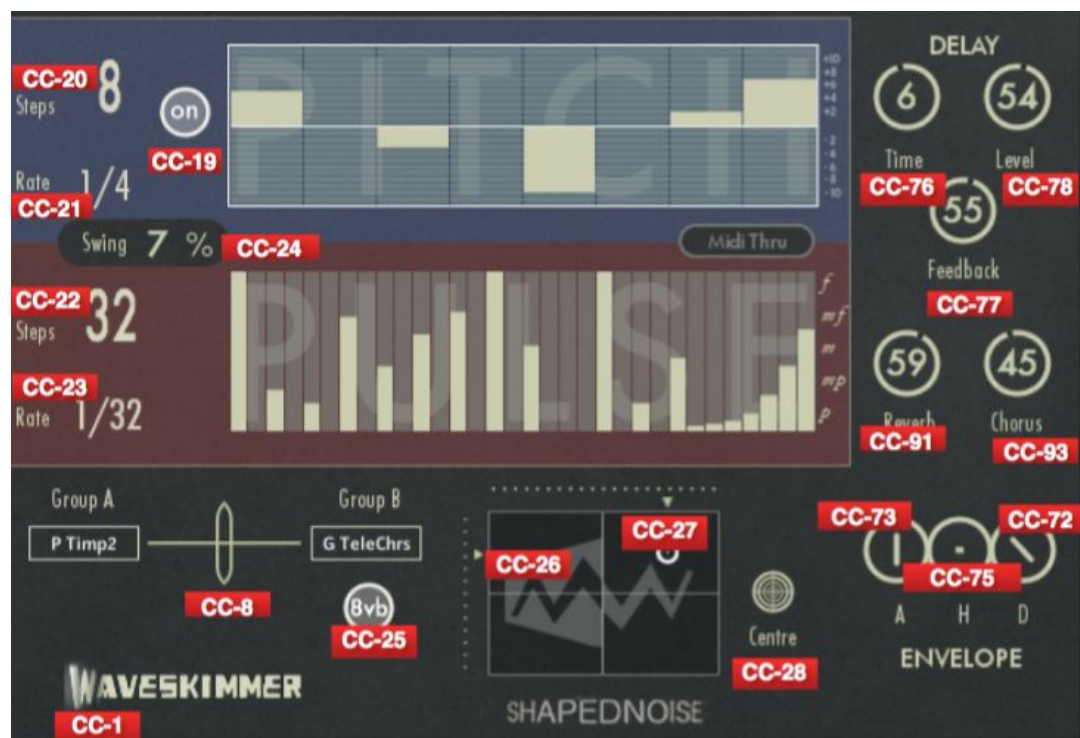 DELAY
CC-20 8
Steps
on
CC-19
PITCH
+10
+8
+6
+4
+2
-2
-4
-6
-8
-10
6 54
Time Level
CC-76 CC-78
55
Feedback
CC-77
Rate 1/4
CC-21
Swing 7 % CC-24
Midi Thru
CC-22 32
Steps
CC-23
Rate 1/32
PULSE
f
mf
m
mp
p
59 45
Reverb Chorus
CC-91 CC-93
Group A Group B
P Timp2 G TeleChrs
CC-8
8vb
CC-25
CC-27
CC-26
Centre
CC-28
SHAPEDNOISE
CC-73 CC-72
CC-75
A H D
ENVELOPE
WAVESKIMMER
CC-1